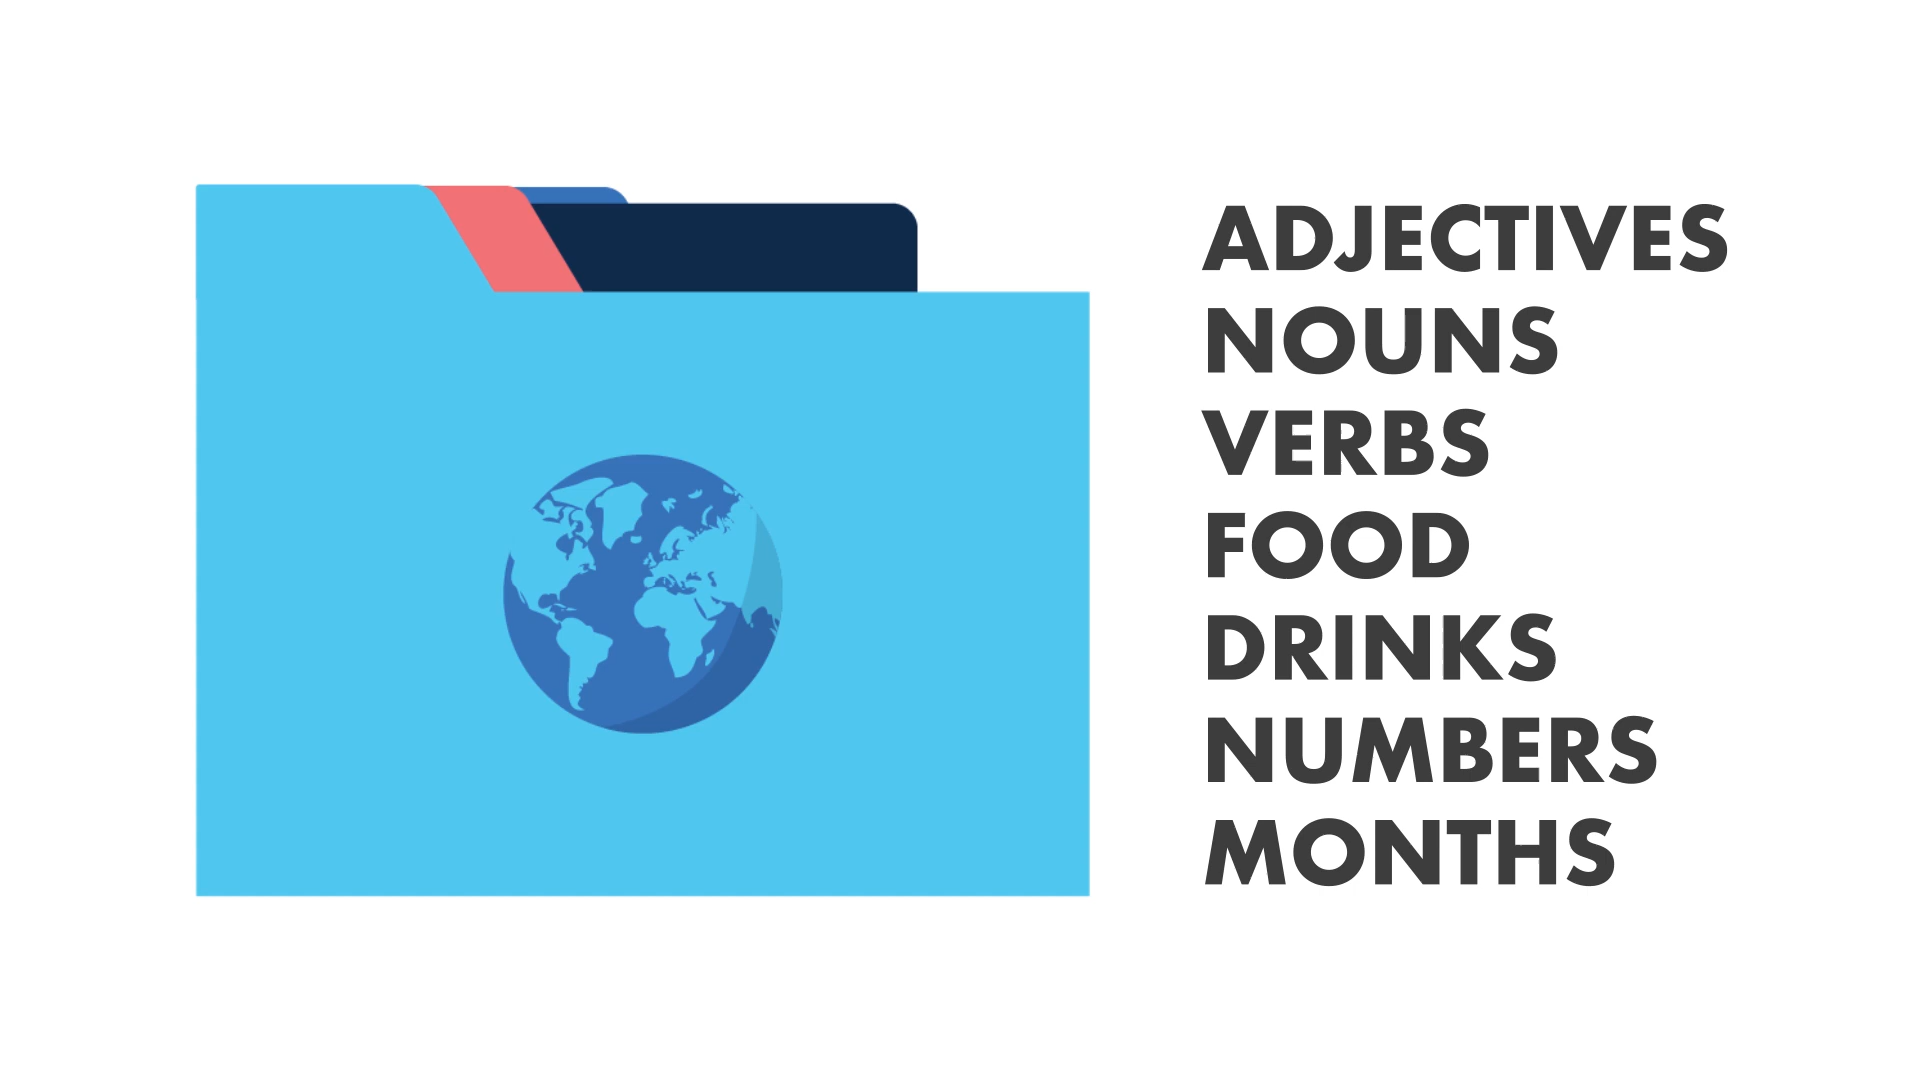 ADJECTIVES
NOUNS
VERBS
FOOD
DRINKS
NUMBERS
MONTHS